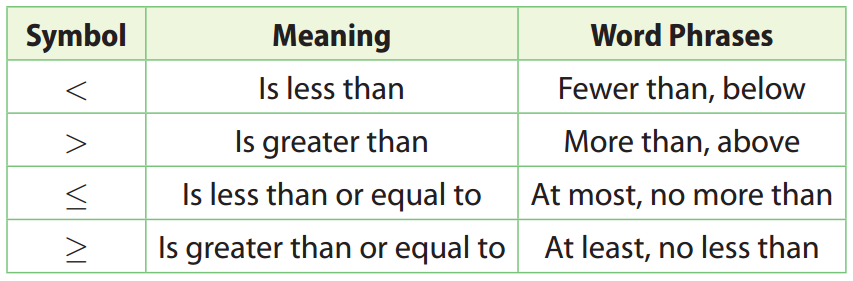 Symbol Meaning Word Phrases
< Is less than Fewer than, below
> Is greater than More than, above
≤ Is less than or equal to At most, no more than
≥ Is greater than or equal to At least, no less than